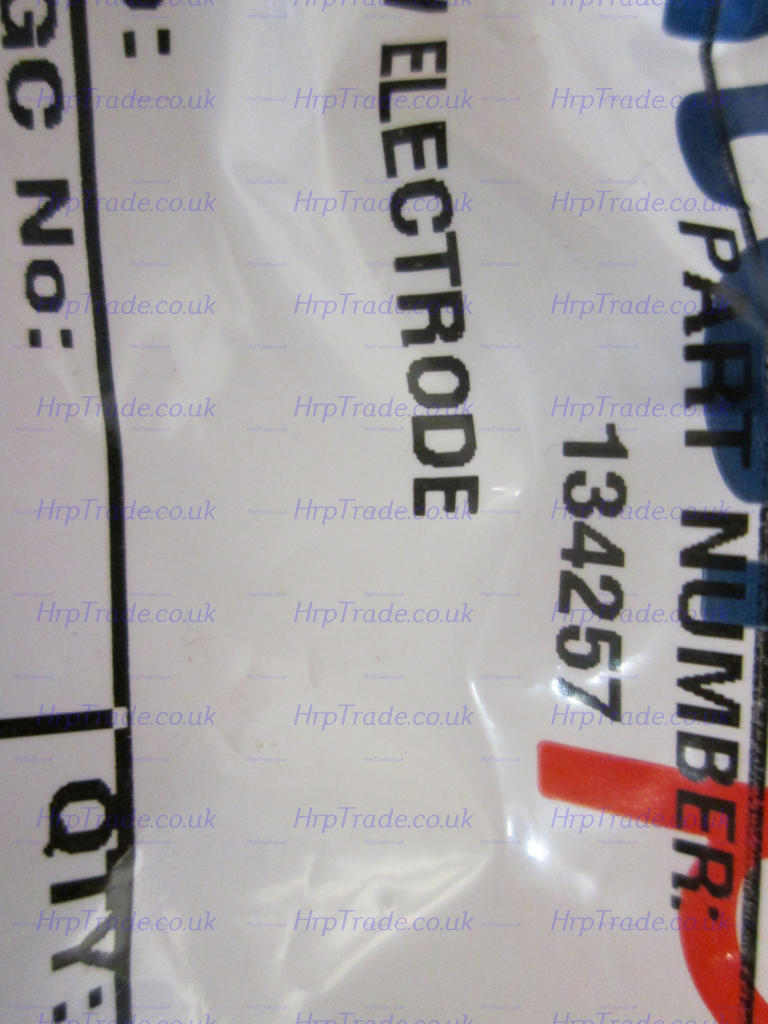 PART NUMBER:
134257
ELECTRODE
GC No:
QTY:
HrpTrade.co.uk